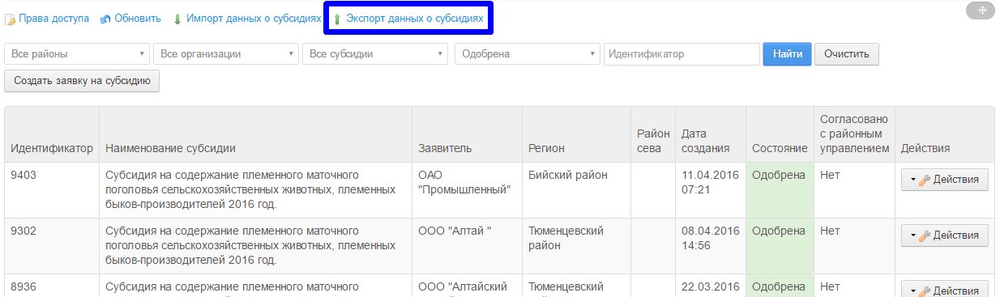 Права доступа Обновить Импорт данных о субсидиях Экспорт данных о субсидиях
Все районы Все организации Все субсидии Одобрена Идентификатор Найти Очистить
Создать заявку на субсидию
Идентификатор Наименование субсидии Заявитель Регион Район сева Дата создания Состояние Согласовано с районным управлением Действия
9403 Субсидия на содержание племенного маточного ОАО Бийский район 11.04.2016 Одобрена Нет Действия
поголовья сельскохозяйственных животных, племенных "Промышленный" 07:21
быков-производителей 2016 год.
9302 Субсидия на содержание племенного маточного ООО "Алтай " Тюменцевский 08.04.2016 Одобрена Нет Действия
поголовья сельскохозяйственных животных, племенных район 14:56
быков-производителей 2016 год.
8936 Субсидия на содержание племенного маточного ООО "Алтайский Тюменцевский 22.03.2016 Одобрена Нет Действия